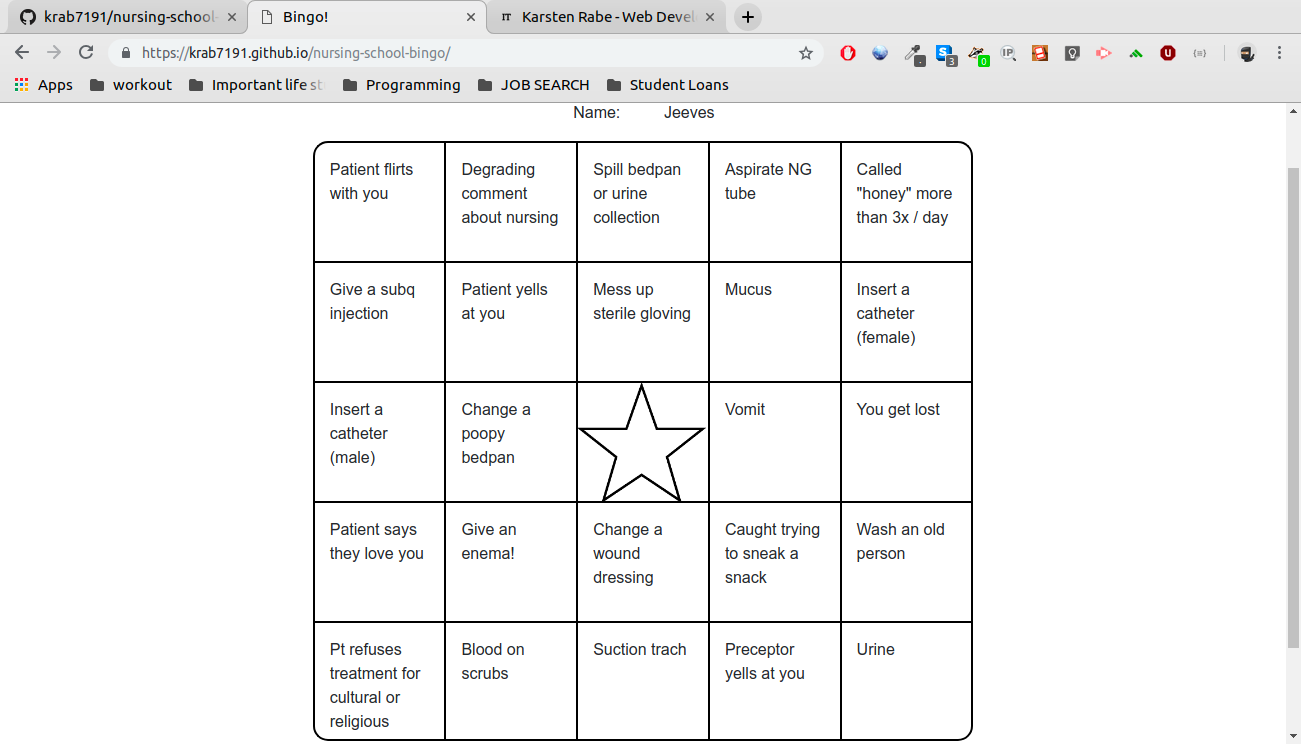 krab7191/nursing-school-
Bingo!
IT Karsten Rabe - Web Devel
https://krab7191.github.io/nursing-school-bingo/
3
0
IP
Apps
workout
Important life st
Programming
JOB SEARCH
Student Loans
Name: Jeeves
Patient flirts
with you
Degrading
comment
about nursing
Spill bedpan
or urine
collection
Aspirate NG
tube
Called
"honey" more
than 3x / day
Give a subq
injection
Patient yells
at you
Mess up
sterile gloving
Mucus
Insert a
catheter
(female)
Insert a
catheter
(male)
Change a
poopy
bedpan
Vomit
You get lost
Patient says
they love you
Give an
enema!
Change a
wound
dressing
Caught trying
to sneak a
snack
Wash an old
person
Pt refuses
treatment for
cultural or
religious
Blood on
scrubs
Suction trach
Preceptor
yells at you
Urine